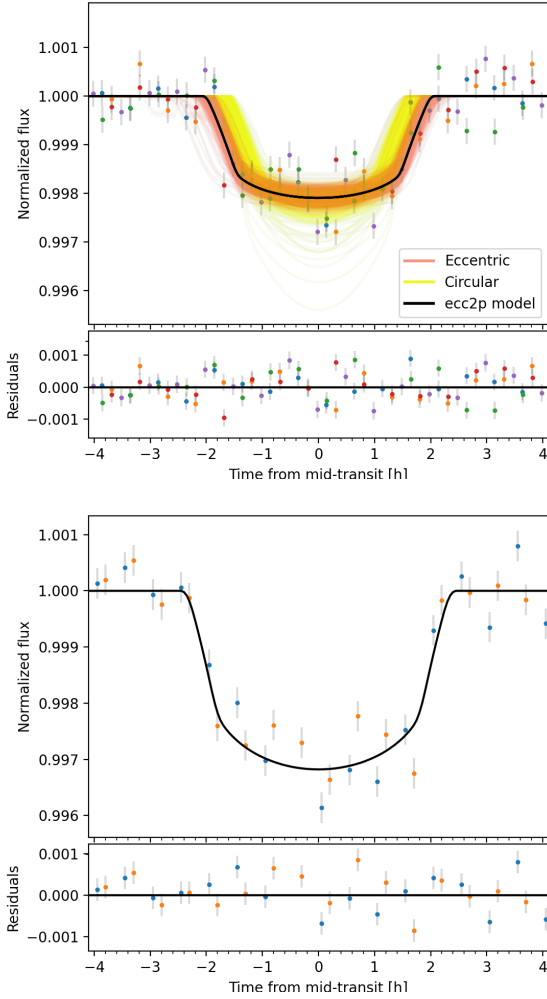 1.001
1.000
0.999
0.998
0.997
0.996
Normalized flux
Eccentric
Circular
ecc2p model
0.001
0.000
−0.001
Residuals
−4 −3 −2 −1 0 1 2 3 4
Time from mid-transit [h]
1.001
1.000
0.999
0.998
0.997
0.996
Normalized flux
0.001
0.000
−0.001
Residuals
−4 −3 −2 −1 0 1 2 3 4
Time from mid-transit [h]